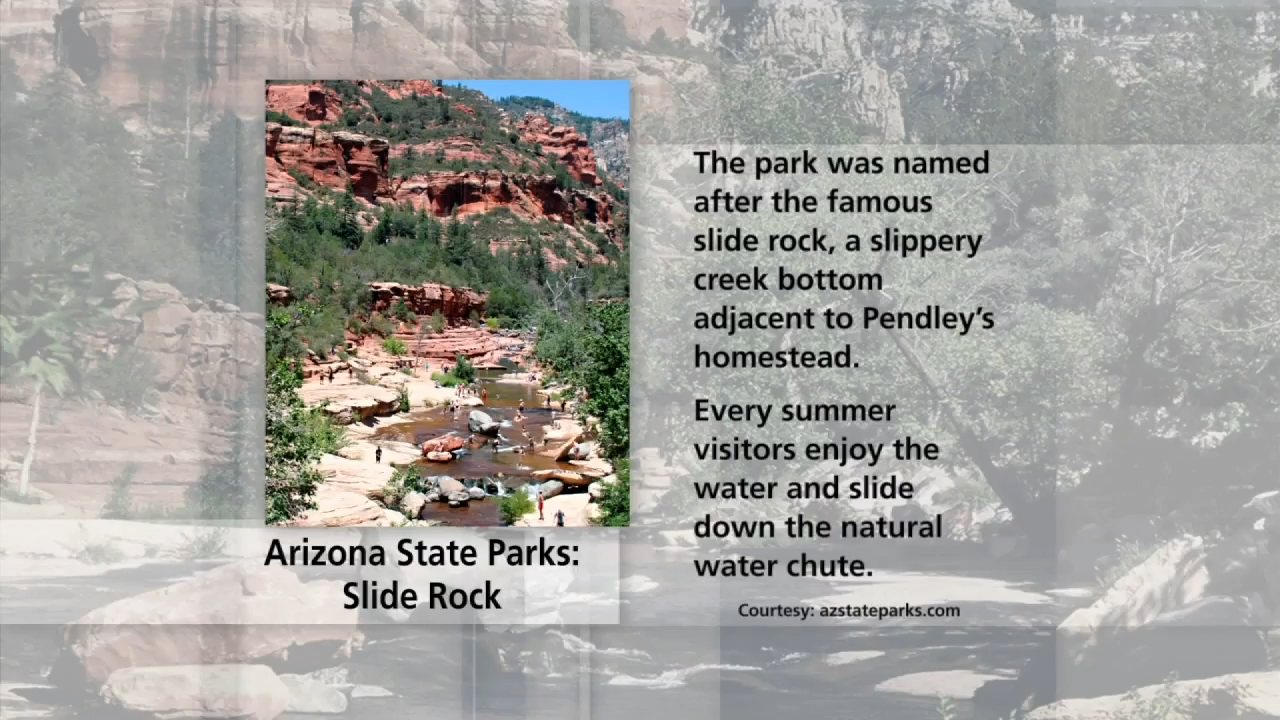 The park was named
after the famous
slide rock, a slippery
creek bottom
adjacent to Pendley’s
homestead.
Every summer
visitors enjoy the
water and slide
down the natural
water chute.
Courtesy: azstateparks.com
Arizona State Parks:
Slide Rock